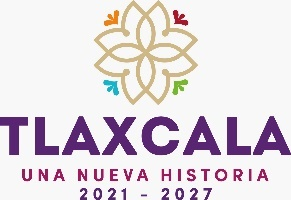 TLAXCALA
UNA NUEVA HISTORIA
2021 - 2027